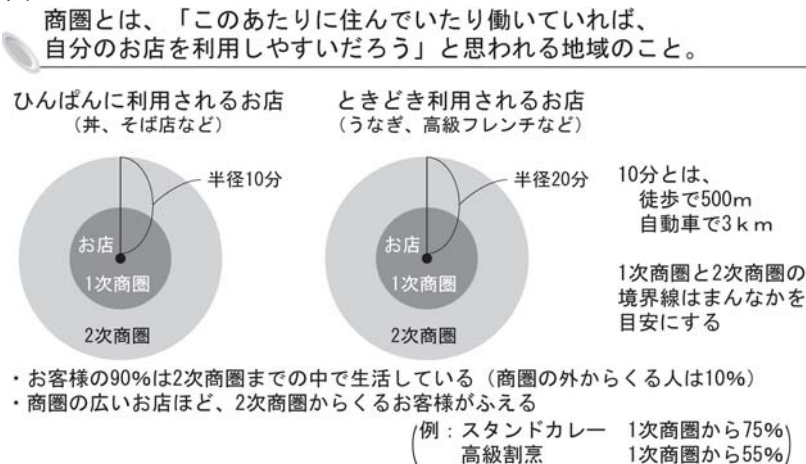 商圏とは、「このあたりに住んでいたり働いていれば、
自分のお店を利用しやすいだろう」と思われる地域のこと。
ひんぱんに利用されるお店
（丼、そば店など）
半径10分
お店
1次商圏
2次商圏
ときどき利用されるお店
（うなぎ、高級フレンチなど）
半径20分
お店
1次商圏
2次商圏
10分とは、
徒歩で500m
自動車で3km
1次商圏と2次商圏の
境界線はまんなかを
目安にする
・お客様の90%は2次商圏までの中で生活している（商圏の外からくる人は10%）
・商圏の広いお店ほど、2次商圏からくるお客様がふえる
（例：スタンドカレー　1次商圏から75%
高級割烹　1次商圏から55%）